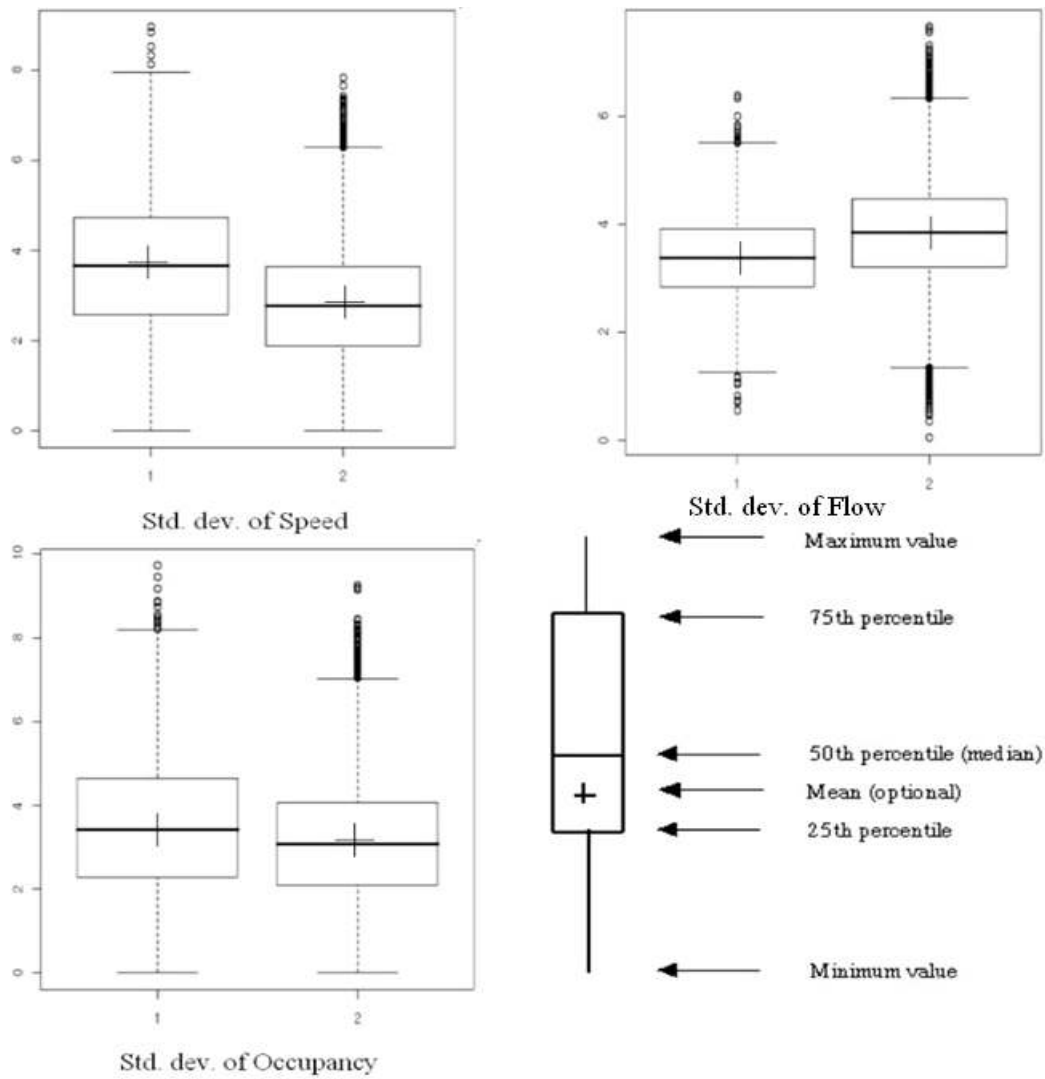 8
6
4
2
0
1 2
Std. dev. of Speed
6
4
2
0
1 2
Std. dev. of Flow
10
8
6
4
2
0
1 2
Std. dev. of Occupancy
Maximum value
75th percentile
50th percentile (median)
Mean (optional)
25th percentile
Minimum value